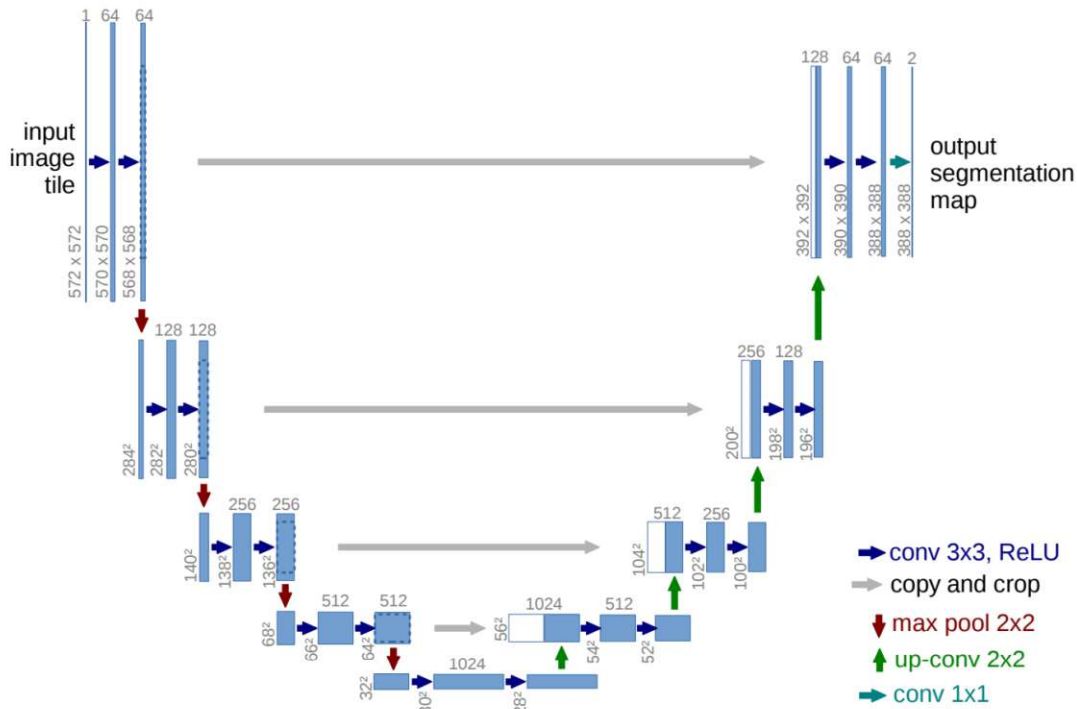 1 64 64
input
image
tile
572 x 572
570 x 570
568 x 568
128 64 64 2
output
segmentation
map
392 x 392
390 x 390
388 x 388
388 x 388
128 128
284²
282²
280²
256 128
200²
198²
196²
256 256
140²
138²
136²
512 256
104²
102²
100²
512 512
68²
66²
64²
1024 512
56²
54²
52²
1024
32²
conv 3x3, ReLU
copy and crop
max pool 2x2
up-conv 2x2
conv 1x1